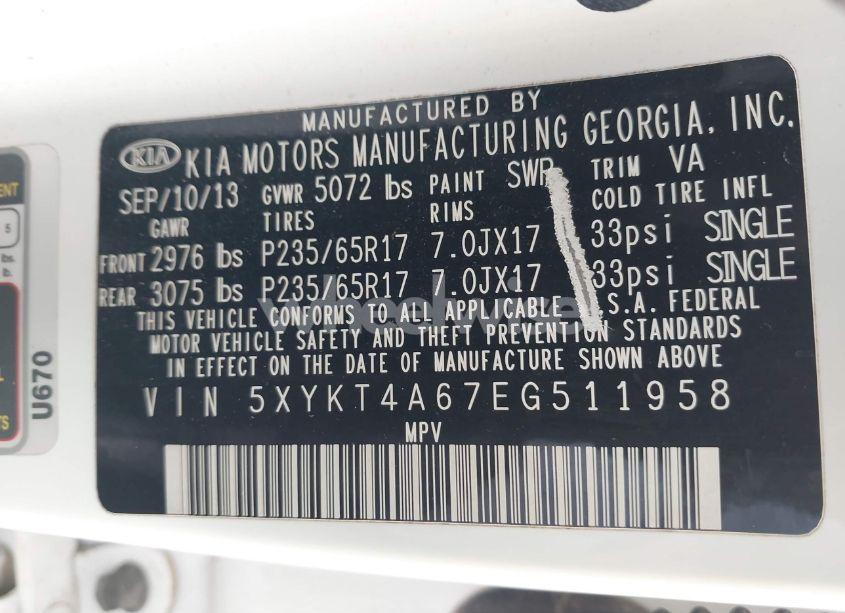 MANUFACTURED BY
KIA KIA MOTORS MANUFACTURING GEORGIA, INC.
SEP/10/13 GVWR 5072 lbs PAINT SWP TRIM VA
GAWR TIRES RIMS COLD TIRE INFL
FRONT 2976 lbs P235/65R17 7.0JX17 33psi SINGLE
REAR 3075 lbs P235/65R17 7.0JX17 33psi SINGLE
THIS VEHICLE CONFORMS TO ALL APPLICABLE .S.A. FEDERAL
MOTOR VEHICLE SAFETY AND THEFT PREVENTION STANDARDS
IN EFFECT ON THE DATE OF MANUFACTURE SHOWN ABOVE
VIN 5XYKT4A67EG511958
MPV
U670
5
lbs.